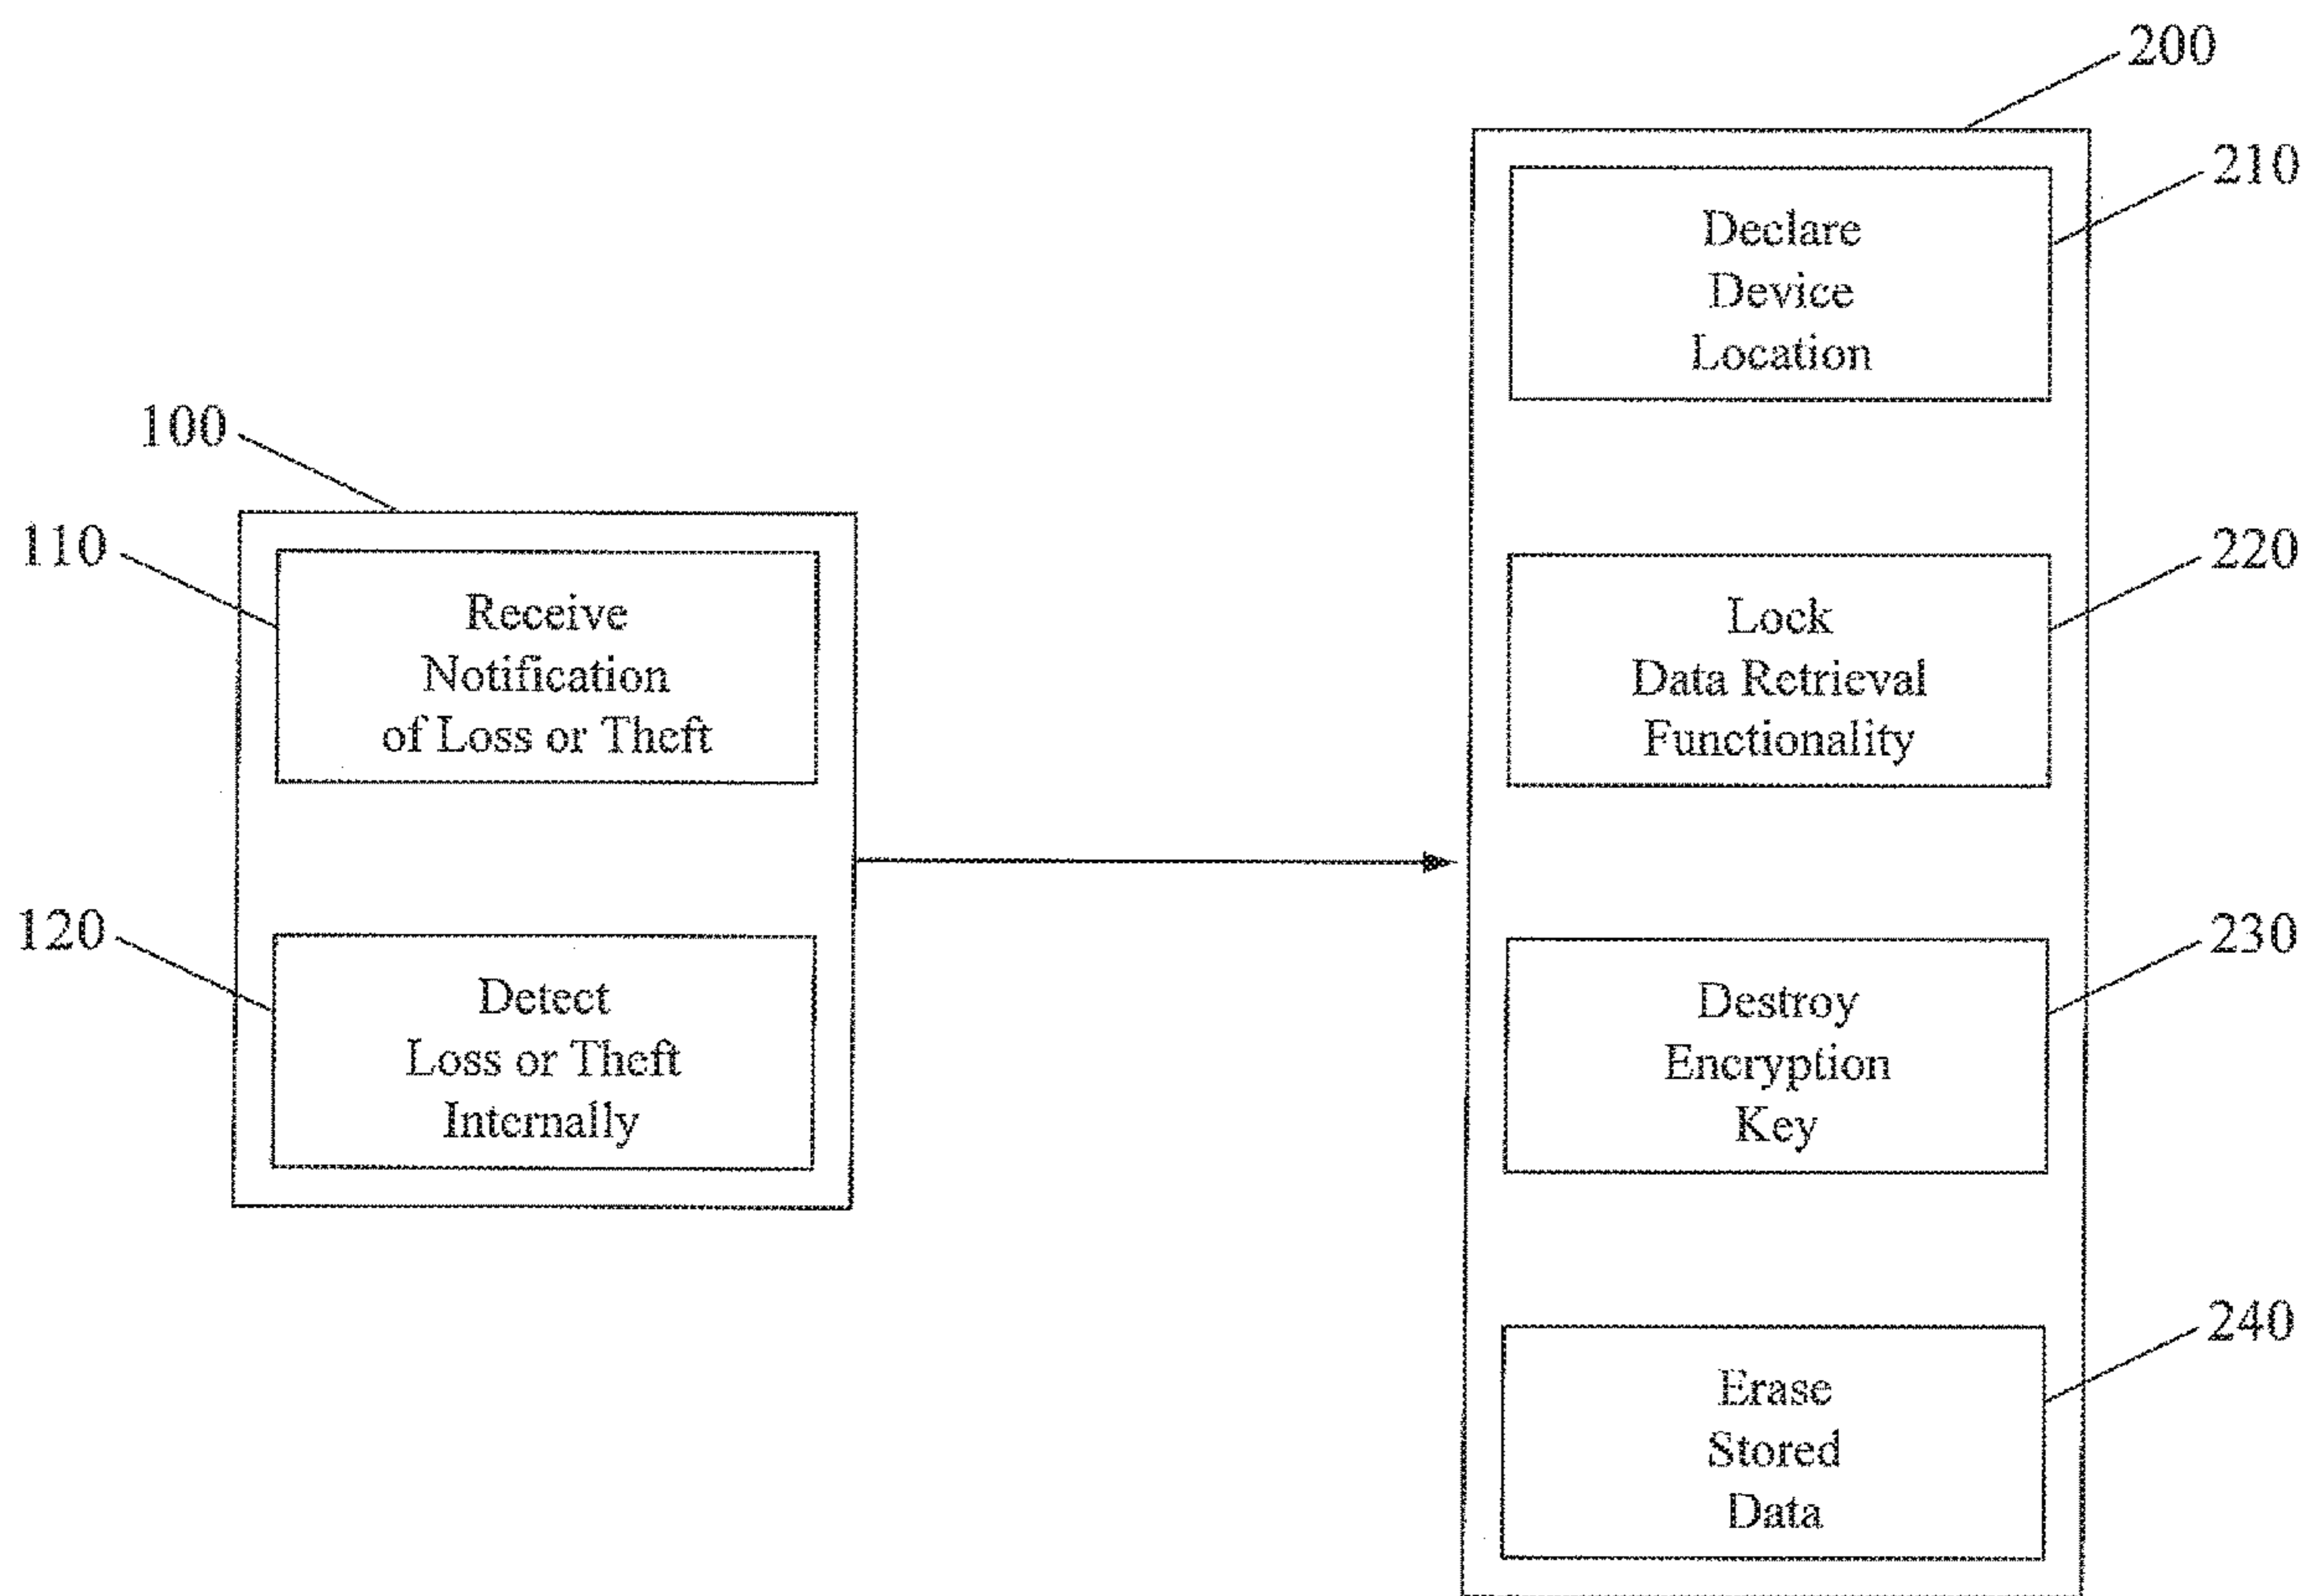 100
110
Receive
Notification
of Loss or Theft
120
Detect
Loss or Theft
Internally
200
210
Declare
Device
Location
220
Lock
Data Retrieval
Functionality
230
Destroy
Encryption
Key
240
Erase
Stored
Data